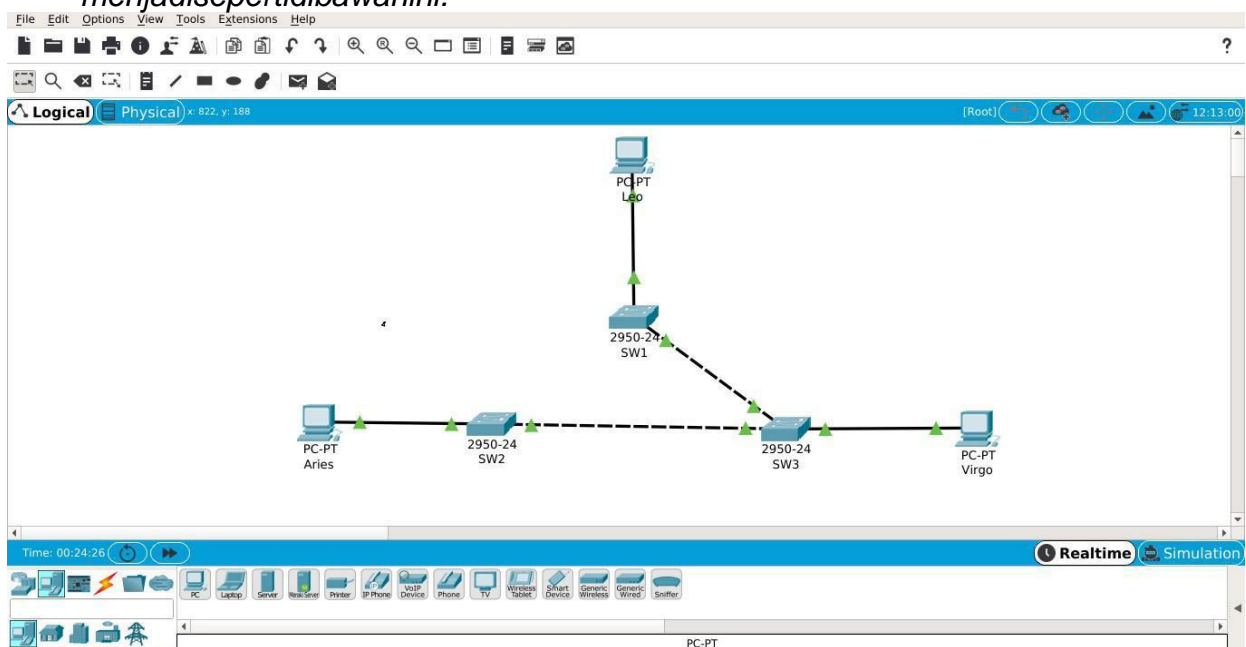 menjadisepertidibawahini.
File Edit Options View Tools Extensions Help
?
Logical Physical x: 822, y: 188 [Root] 12:13:00
PC-PT
Leo
2950-24
SW1
PC-PT
Aries
2950-24
SW2
2950-24
SW3
PC-PT
Virgo
Time: 00:24:26 Realtime Simulation
PC Laptop Server Printer IP Phone VoIP Device Phone TV Wireless Tablet Smart Device Generic Wireless Generic Wired Sniffer
PC-PT